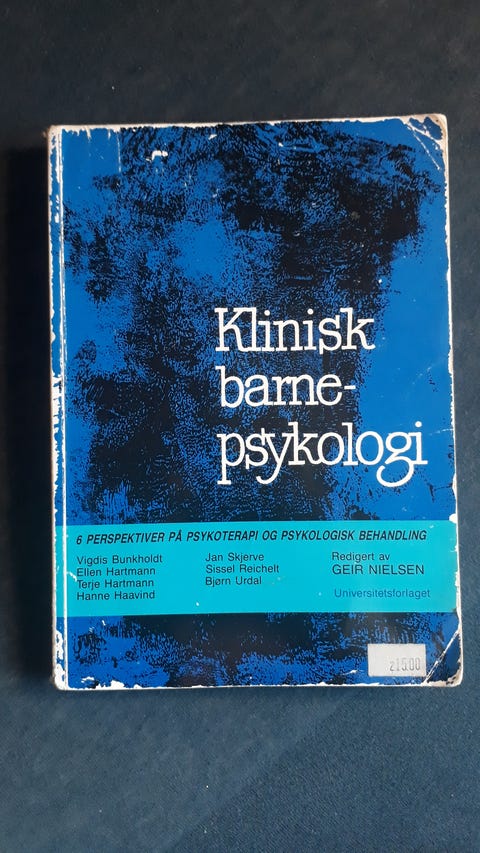 Klinisk
barne-
psykologi
6 PERSPEKTIVER PÅ PSYKOTERAPI OG PSYKOLOGISK BEHANDLING
Vigdis Bunkholdt
Ellen Hartmann
Terje Hartmann
Hanne Haavind
Jan Skjerve
Sissel Reichelt
Bjørn Urdal
Redigert av
GEIR NIELSEN
Universitetsforlaget
215.00